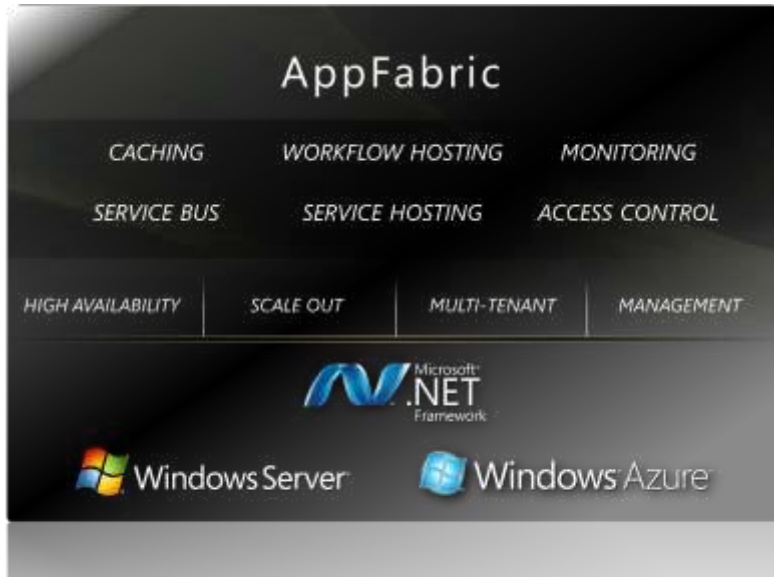 AppFabric
CACHING WORKFLOW HOSTING MONITORING
SERVICE BUS SERVICE HOSTING ACCESS CONTROL
HIGH AVAILABILITY SCALE OUT MULTI-TENANT MANAGEMENT
Microsoft
.NET
Framework
Windows Server Windows Azure